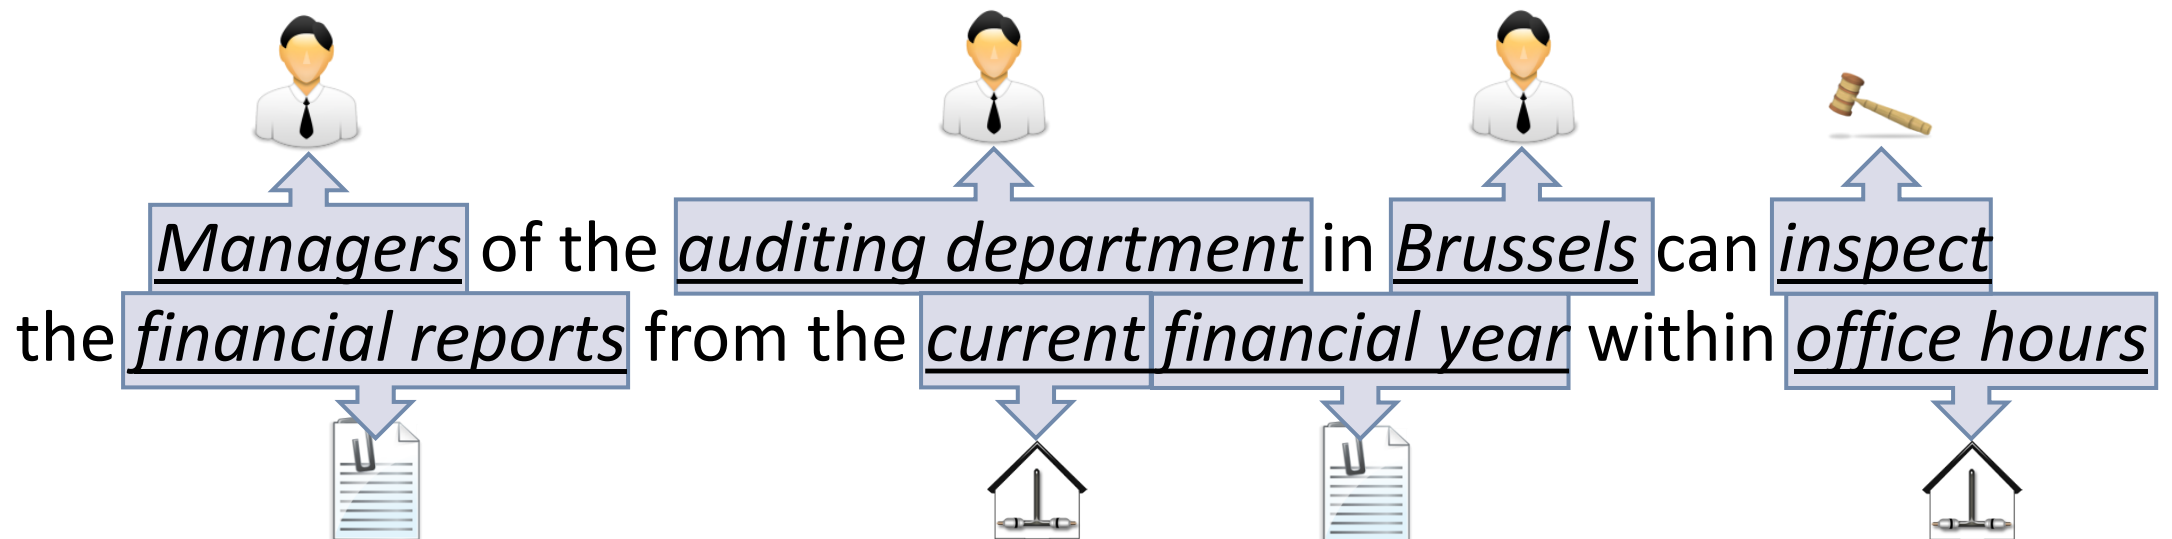 Managers of the auditing department in Brussels can inspect
the financial reports from the current financial year within office hours